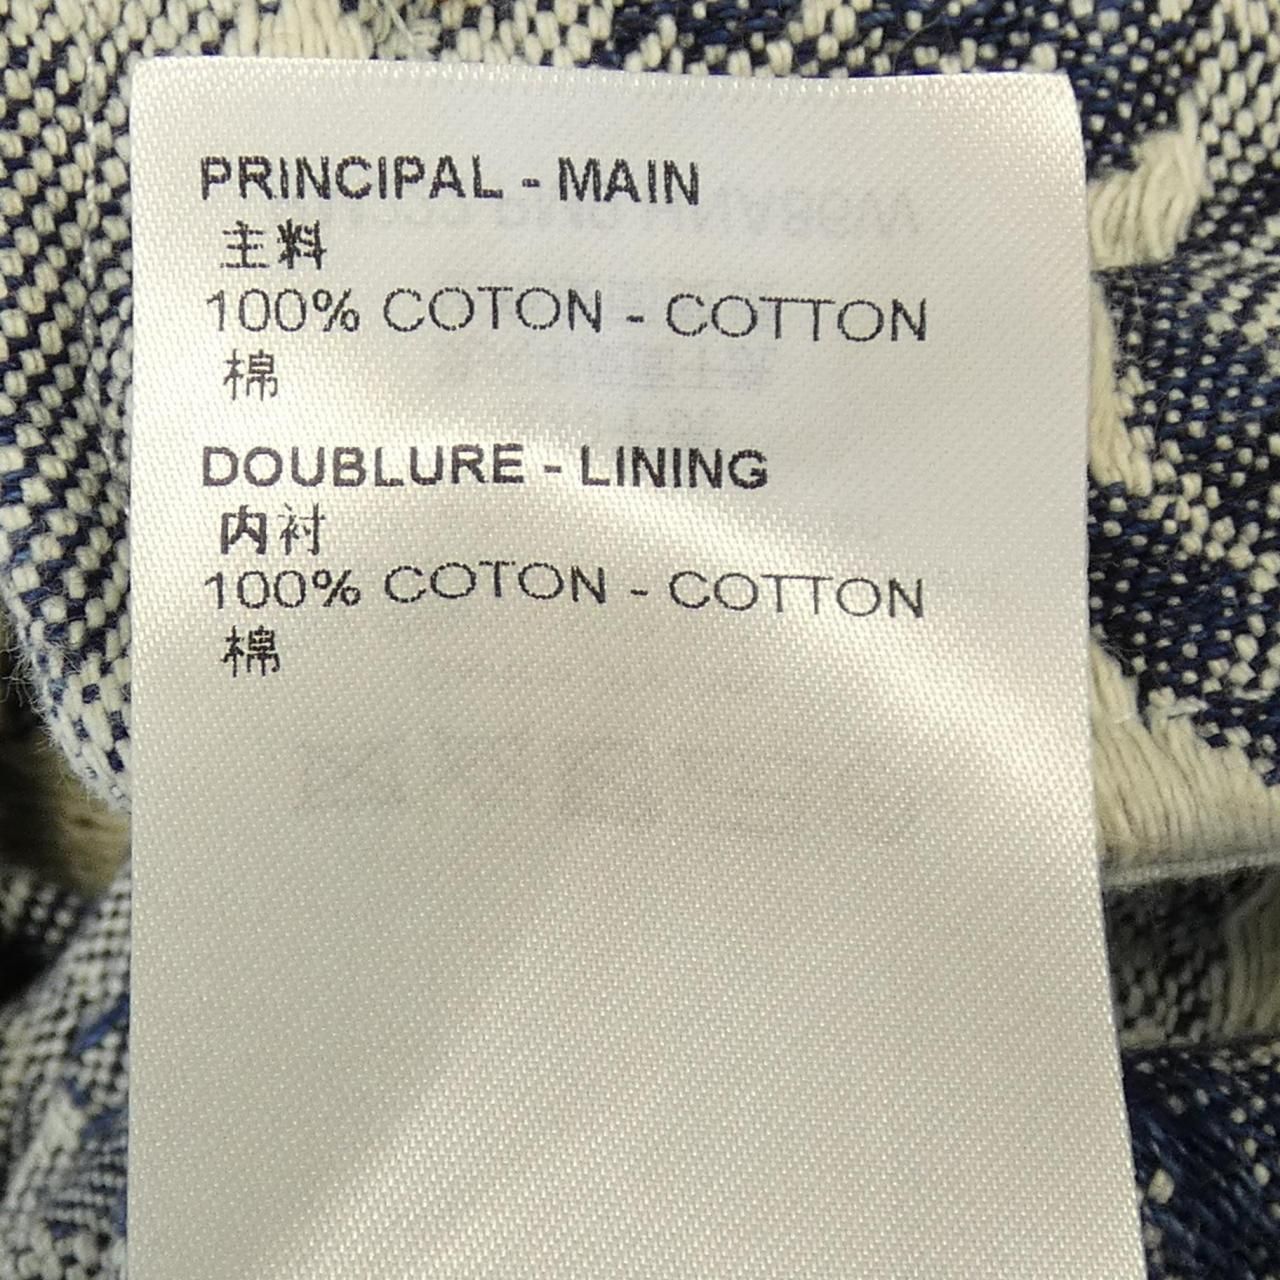 PRINCIPAL - MAIN
主料
100% COTON - COTTON
棉
DOUBLURE - LINING
内衬
100% COTON - COTTON
棉